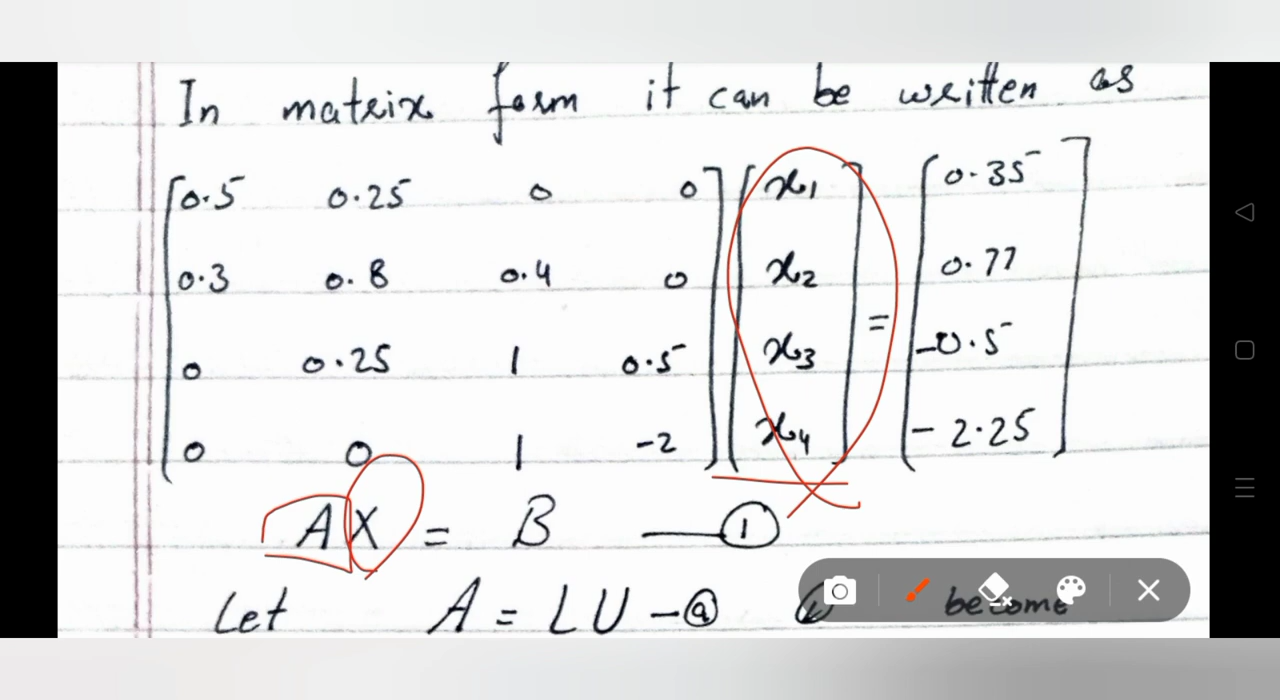 In matrix form it can be written as
0.5 0.25 0 0 x1 0.35
0.3 0.8 0.4 0 x2 0.77
0 0.25 1 0.5 x3 = -0.5
0 0 1 -2 x4 -2.25
AX = B —1
Let A = LU -a become